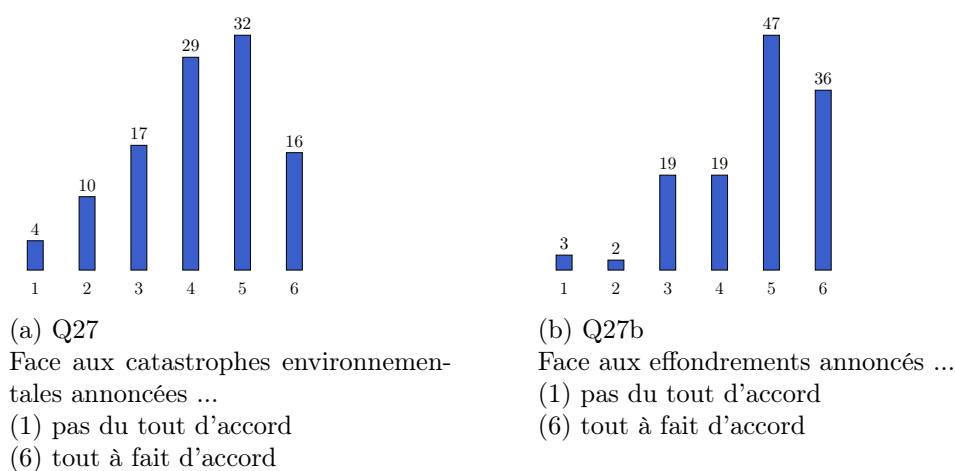 4
10
17
29
32
16
1 2 3 4 5 6
(a) Q27
Face aux catastrophes environnemen-
tales annoncées ...
(1) pas du tout d'accord
(6) tout à fait d'accord
3
2
19
19
47
36
1 2 3 4 5 6
(b) Q27b
Face aux effondrements annoncés ...
(1) pas du tout d'accord
(6) tout à fait d'accord